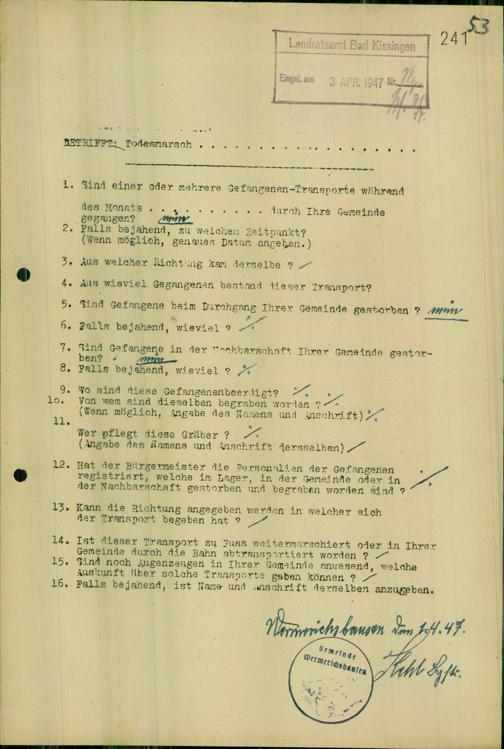 53
241
Landratsamt Bad Kissingen
Eingel. am 3 APR. 1947 Nr.
BETRIFFT: Todesmarsch . . . . . . . . . . . . . . . . . .
1. Sind einer oder mehrere Gefangenen-Transporte während
des Monats . . . . . . . . . . durch Ihre Gemeinde
gegangen? nein
2. Falls bejahend, zu welchem Zeitpunkt?
(Wenn möglich, genaues Datum angeben.)
3. Aus welcher Richtung kam derselbe ? /
4. Aus wieviel Gegangenen bestand dieser Transport?
5. Sind Gefangene beim Durchgang Ihrer Gemeinde gestorben ? nein
6. Falls bejahend, wieviel ? ·/.
7. Sind Gefangene in der Nachbarschaft Ihrer Gemeinde gestor-
ben? nein
8. Falls bejahend, wieviel ? ·/.
9. Wo sind diese Gefangenenbeerdigt? ·/.
10. Von wem sind dieselben begraben worden ? ·/.
(Wenn möglich, Angabe des Namens und Anschrift) ·/.
11.
Wer pflegt diese Gräber ? ·/.
(Angabe des Namens und Anschrift dersselben) /
12. Hat der Bürgermeister die Personalien der Gefangenen
registriert, welche im Lager, in der Gemeinde oder in
der Nachbarschaft gestorben und begraben worden sind ? ·/.
13. Kann die Richtung angegeben werden in welcher sich
der Transport begeben hat ? /
14. Ist dieser Transport zu Fuss weitermarschiert oder in Ihrer
Gemeinde durch die Bahn abtransportiert worden ? /
15. Sind noch Augenzeugen in Ihrer Gemeinde anwesend, welche
Auskunft über solche Transporte geben können ? /
16. Falls bejahend, ist Name und Anschrift derselben anzugeben.
Wermerichshausen den 1.4.47.
Gemeinde
Wermerichshausen